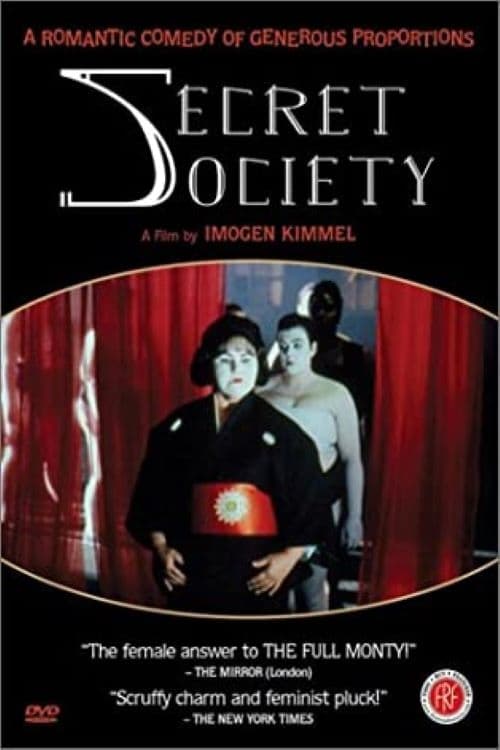 A ROMANTIC COMEDY OF GENEROUS PROPORTIONS
SECRET
SOCIETY
A Film by IMOGEN KIMMEL
"The female answer to THE FULL MONTY!"
– THE MIRROR (London)
"Scruffy charm and feminist pluck!"
– THE NEW YORK TIMES
DVD
FRF